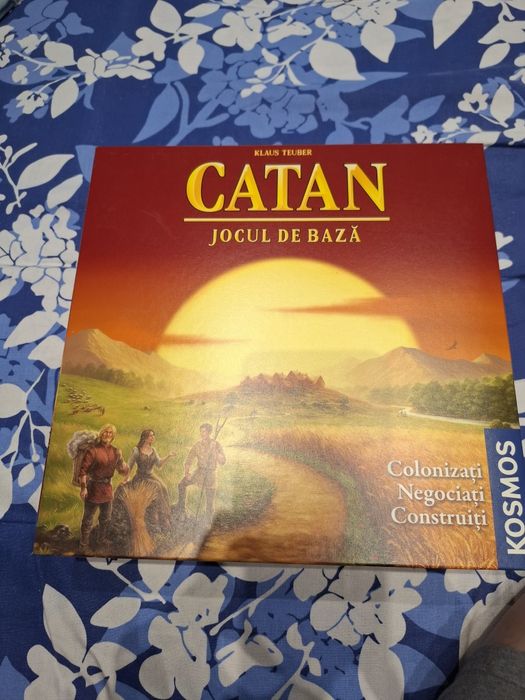 KLAUS TEUBER
CATAN
JOCUL DE BAZĂ
Colonizați
Negociați
Construiți
KOSMOS